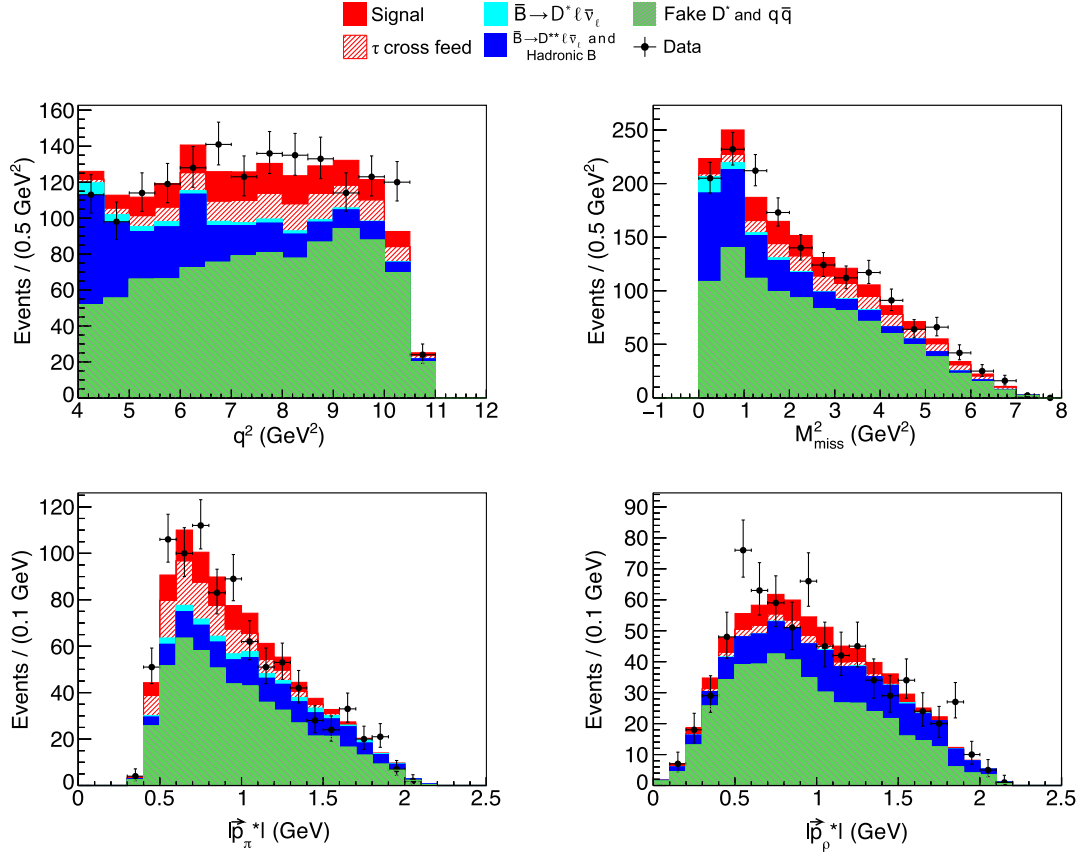 Signal
B̄→D* ℓ ν̄ℓ
Fake D* and qq̄
τ cross feed
B̄→D** ℓ ν̄ℓ and
Hadronic B
Data
160
140
120
100
80
60
40
20
0
Events / (0.5 GeV²)
4 5 6 7 8 9 10 11 12
q² (GeV²)
250
200
150
100
50
0
Events / (0.5 GeV²)
−1 0 1 2 3 4 5 6 7 8
M²miss (GeV²)
120
100
80
60
40
20
0
Events / (0.1 GeV)
0 0.5 1 1.5 2 2.5
|p⃗π*| (GeV)
90
80
70
60
50
40
30
20
10
0
Events / (0.1 GeV)
0 0.5 1 1.5 2 2.5
|p⃗ρ*| (GeV)